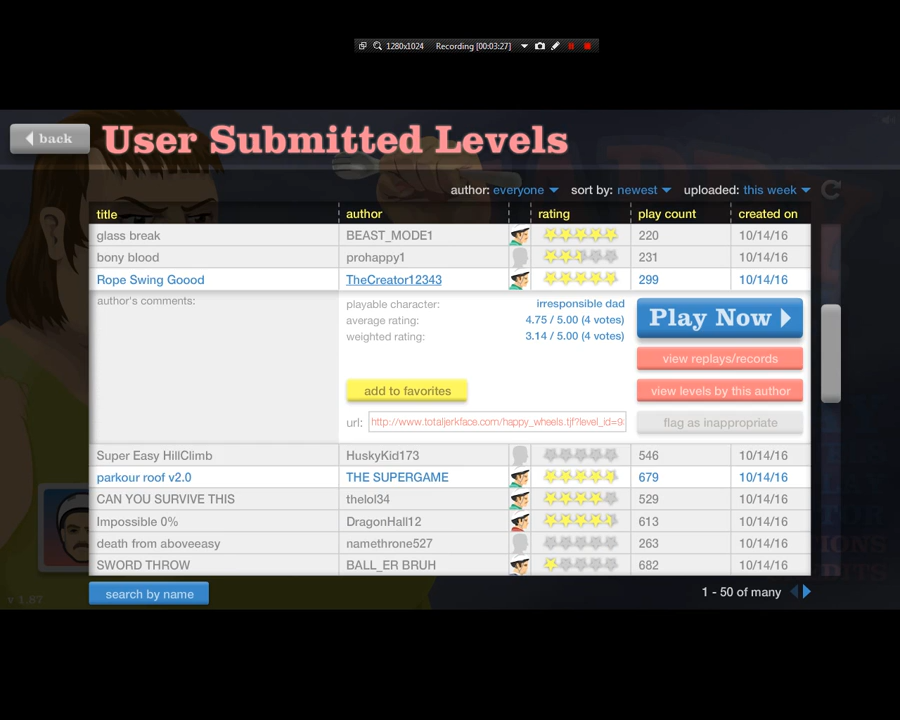 1280x1024 Recording [00:03:27]
back
User Submitted Levels
author: everyone sort by: newest uploaded: this week
title author rating play count created on
glass break BEAST_MODE1 220 10/14/16
bony blood prohappy1 231 10/14/16
Rope Swing Goood TheCreator12343 299 10/14/16
author's comments:
playable character: irresponsible dad
average rating: 4.75 / 5.00 (4 votes)
weighted rating: 3.14 / 5.00 (4 votes)
Play Now
view replays/records
add to favorites
view levels by this author
url: http://www.totaljerkface.com/happy_wheels.tjf?level_id=9
flag as inappropriate
Super Easy HillClimb HuskyKid173 546 10/14/16
parkour roof v2.0 THE SUPERGAME 679 10/14/16
CAN YOU SURVIVE THIS thelol34 529 10/14/16
Impossible 0% DragonHall12 613 10/14/16
death from aboveeasy namethrone527 263 10/14/16
SWORD THROW BALL_ER BRUH 682 10/14/16
search by name
1 - 50 of many
v 1.87